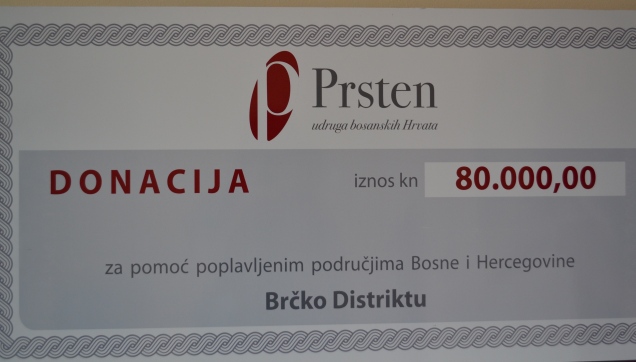 Prsten
udruga bosanskih Hrvata
DONACIJA
iznos kn 80.000,00
za pomoć poplavljenim područjima Bosne i Hercegovine
Brčko Distriktu